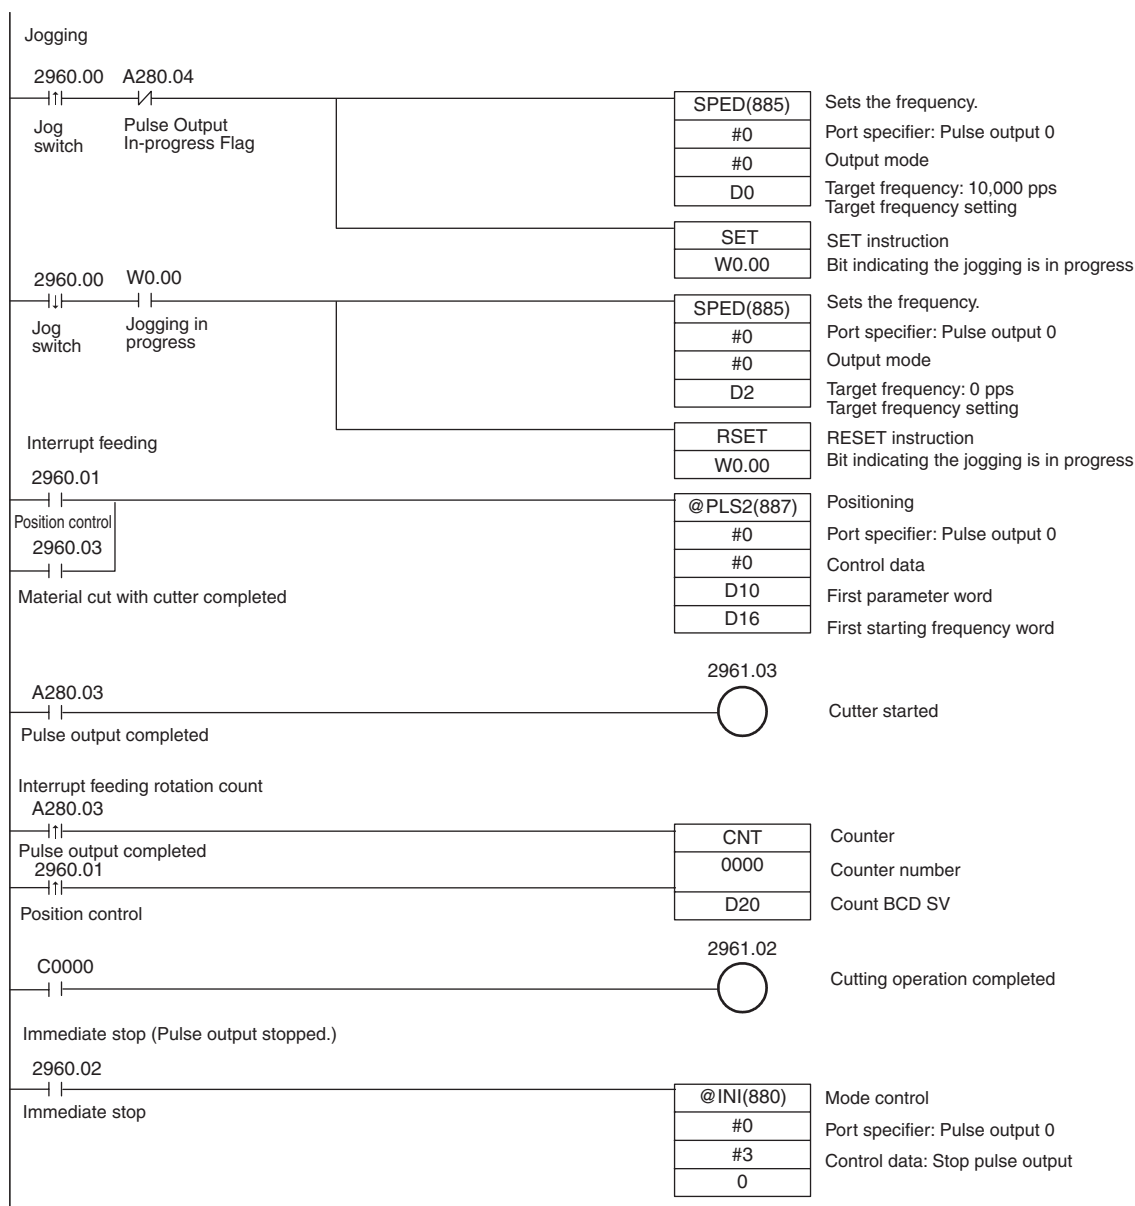 Jogging
2960.00 A280.04
Jog
switch
Pulse Output
In-progress Flag
SPED(885) Sets the frequency.
#0 Port specifier: Pulse output 0
#0 Output mode
D0 Target frequency: 10,000 pps
Target frequency setting
SET SET instruction
W0.00 Bit indicating the jogging is in progress
2960.00 W0.00
Jog
switch
Jogging in
progress
SPED(885) Sets the frequency.
#0 Port specifier: Pulse output 0
#0 Output mode
D2 Target frequency: 0 pps
Target frequency setting
RSET RESET instruction
W0.00 Bit indicating the jogging is in progress
Interrupt feeding
2960.01
Position control
2960.03
Material cut with cutter completed
@PLS2(887) Positioning
#0 Port specifier: Pulse output 0
#0 Control data
D10 First parameter word
D16 First starting frequency word
A280.03
Pulse output completed
2961.03
Cutter started
Interrupt feeding rotation count
A280.03
Pulse output completed
2960.01
Position control
CNT Counter
0000 Counter number
D20 Count BCD SV
C0000
2961.02
Cutting operation completed
Immediate stop (Pulse output stopped.)
2960.02
Immediate stop
@INI(880) Mode control
#0 Port specifier: Pulse output 0
#3 Control data: Stop pulse output
0